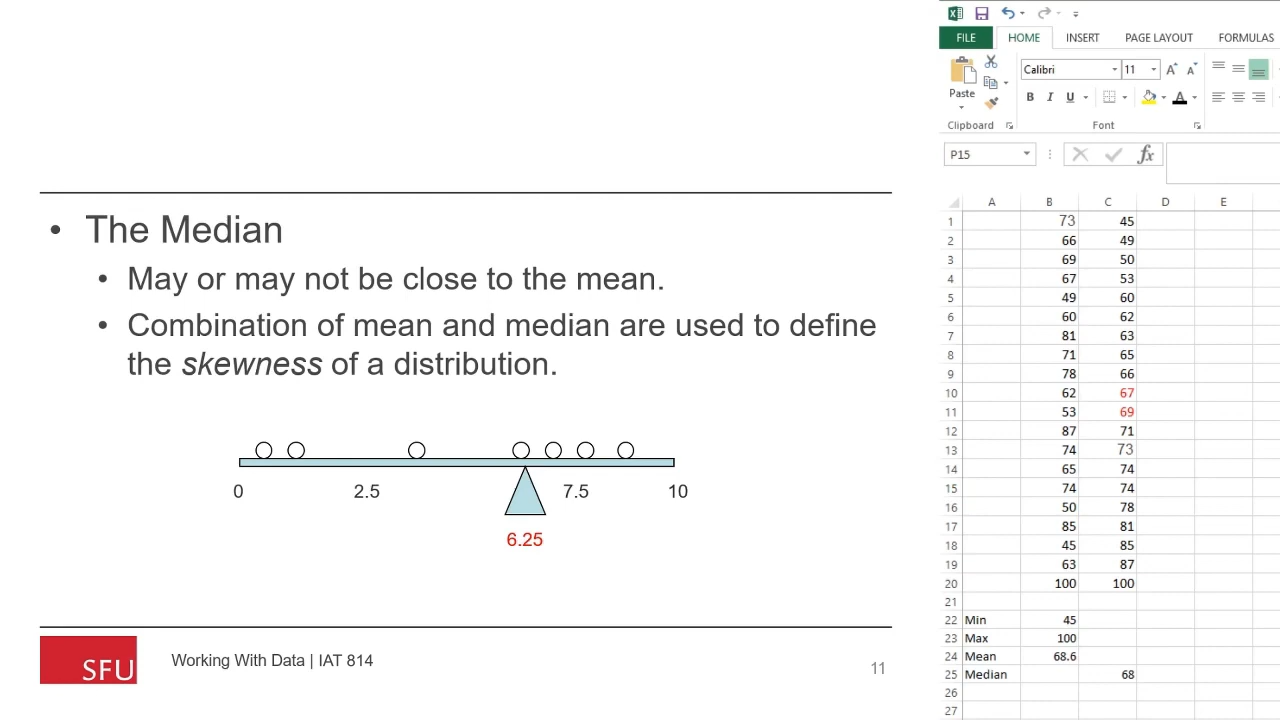 • The Median
• May or may not be close to the mean.
• Combination of mean and median are used to define
the skewness of a distribution.
0 2.5 7.5 10
6.25
SFU
Working With Data | IAT 814
11
FILE HOME INSERT PAGE LAYOUT FORMULAS
Paste
Calibri 11 A A
B I U A
Clipboard Font
P15 fx
A B C D E
1 73 45
2 66 49
3 69 50
4 67 53
5 49 60
6 60 62
7 81 63
8 71 65
9 78 66
10 62 67
11 53 69
12 87 71
13 74 73
14 65 74
15 74 74
16 50 78
17 85 81
18 45 85
19 63 87
20 100 100
21
22 Min 45
23 Max 100
24 Mean 68.6
25 Median 68
26
27